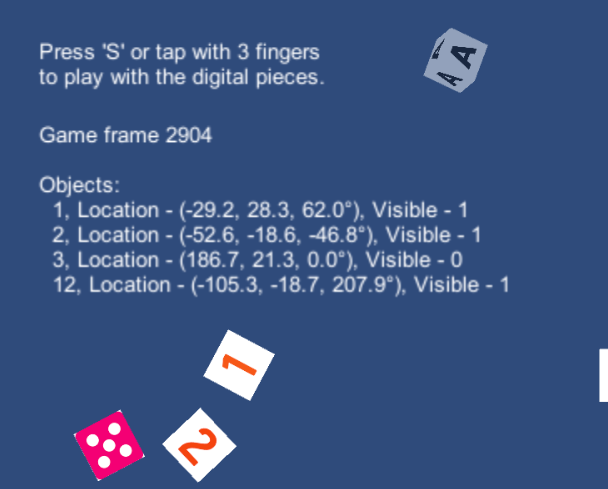 Press 'S' or tap with 3 fingers
to play with the digital pieces.
A A A
Game frame 2904
Objects:
1, Location - (-29.2, 28.3, 62.0°), Visible - 1
2, Location - (-52.6, -18.6, -46.8°), Visible - 1
3, Location - (186.7, 21.3, 0.0°), Visible - 0
12, Location - (-105.3, -18.7, 207.9°), Visible - 1
1
2